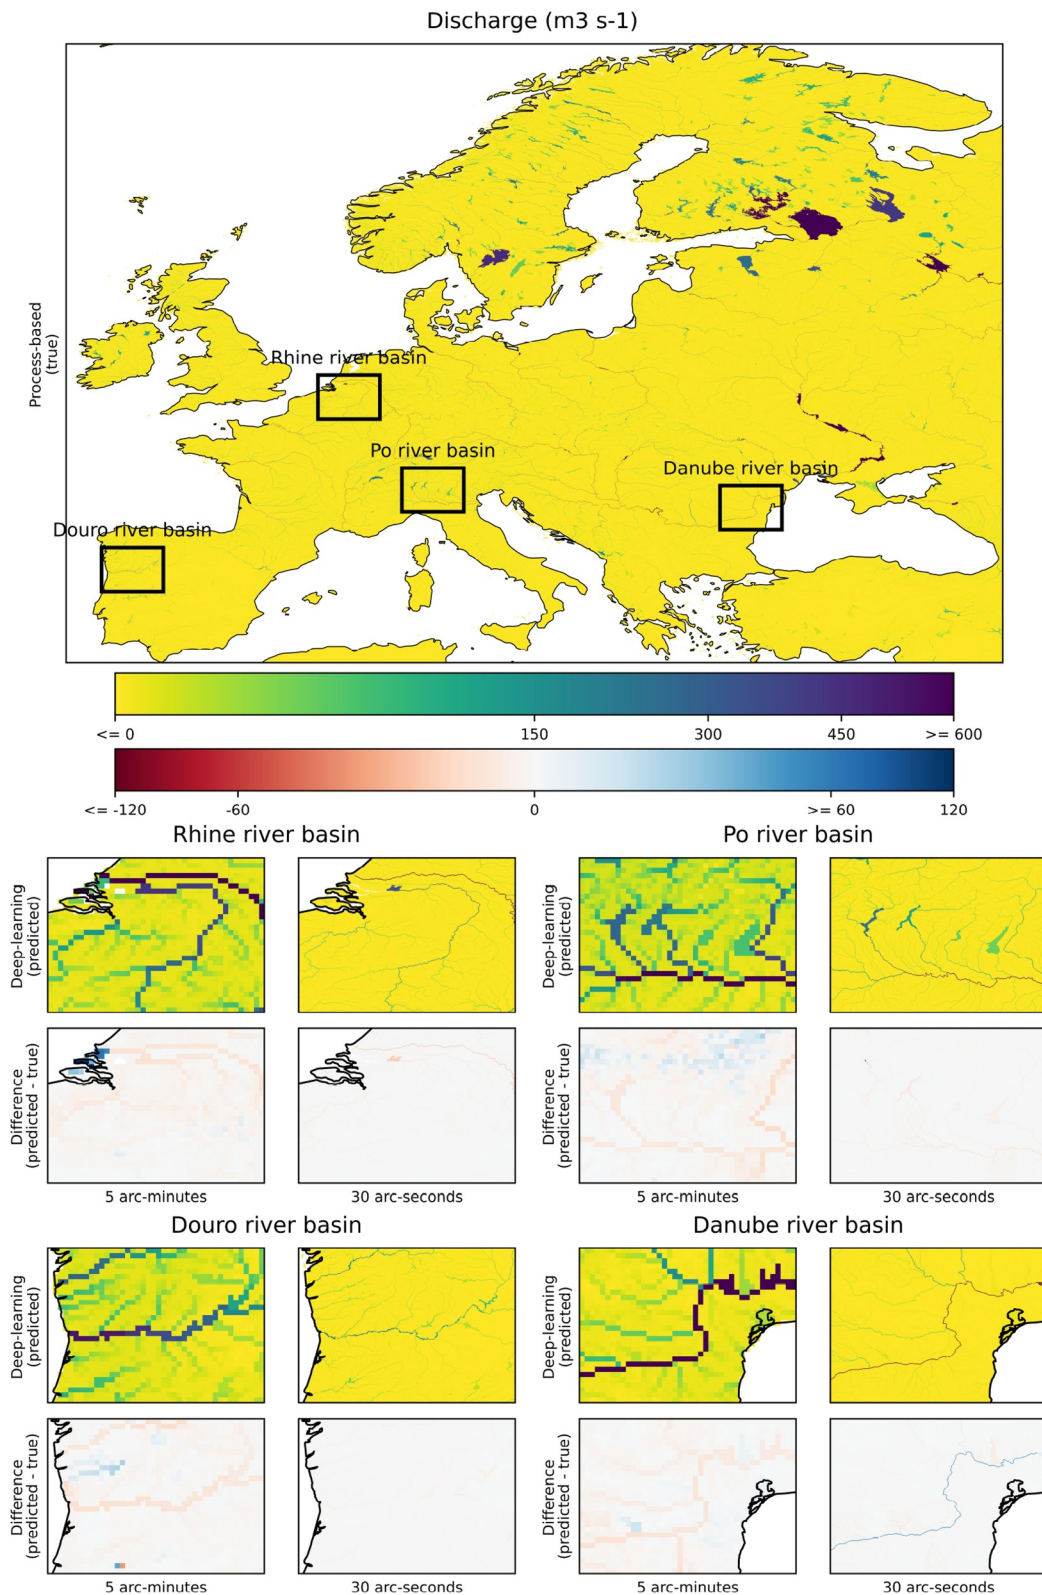 Discharge (m3 s-1)
Process-based
(true)
Rhine river basin
Po river basin
Danube river basin
Douro river basin
<= 0 150 300 450 >= 600
<= -120 -60 0 >= 60 120
Rhine river basin Po river basin
Deep-learning
(predicted)
Deep-learning
(predicted)
Difference
(predicted - true)
Difference
(predicted - true)
5 arc-minutes 30 arc-seconds 5 arc-minutes 30 arc-seconds
Douro river basin Danube river basin
Deep-learning
(predicted)
Deep-learning
(predicted)
Difference
(predicted - true)
Difference
(predicted - true)
5 arc-minutes 30 arc-seconds 5 arc-minutes 30 arc-seconds